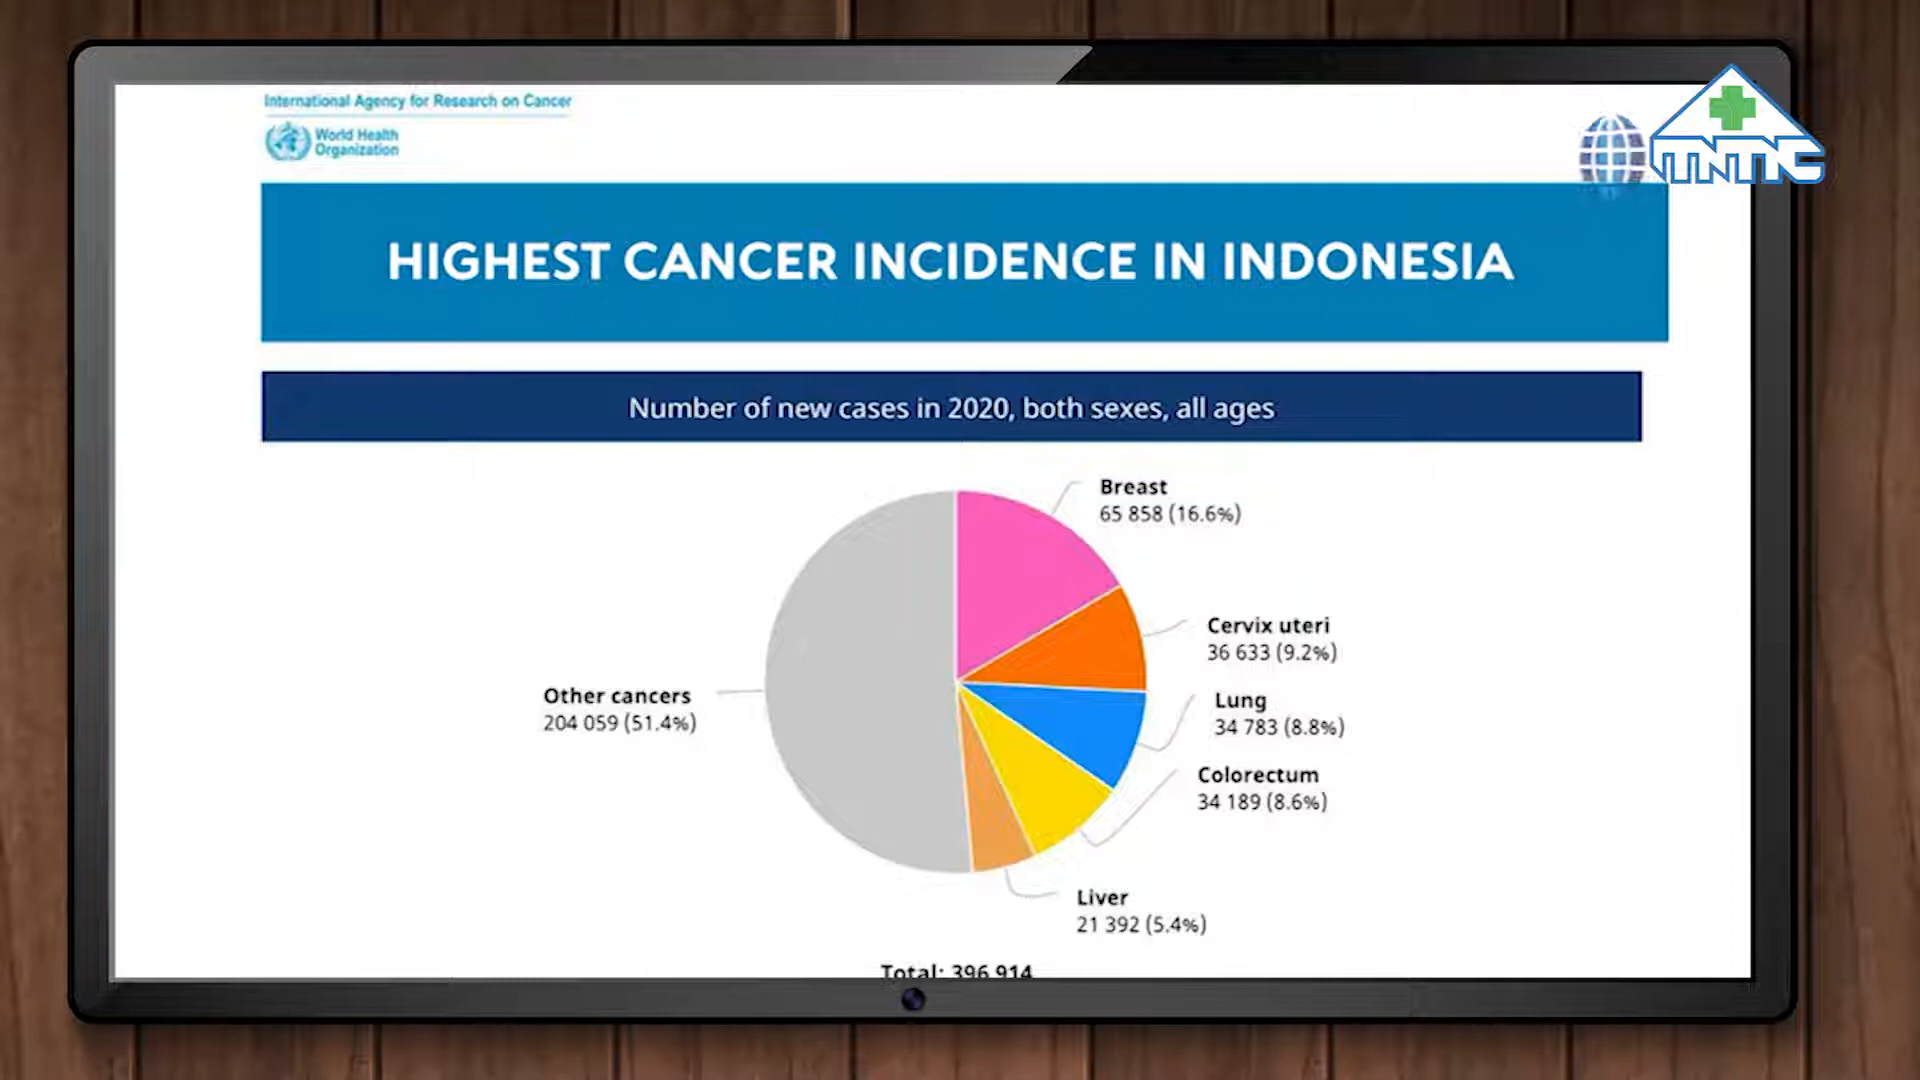 International Agency for Research on Cancer
World Health
Organization
TNTIC
HIGHEST CANCER INCIDENCE IN INDONESIA
Number of new cases in 2020, both sexes, all ages
Breast
65 858 (16.6%)
Cervix uteri
36 633 (9.2%)
Lung
34 783 (8.8%)
Other cancers
204 059 (51.4%)
Colorectum
34 189 (8.6%)
Liver
21 392 (5.4%)
Total: 396 914